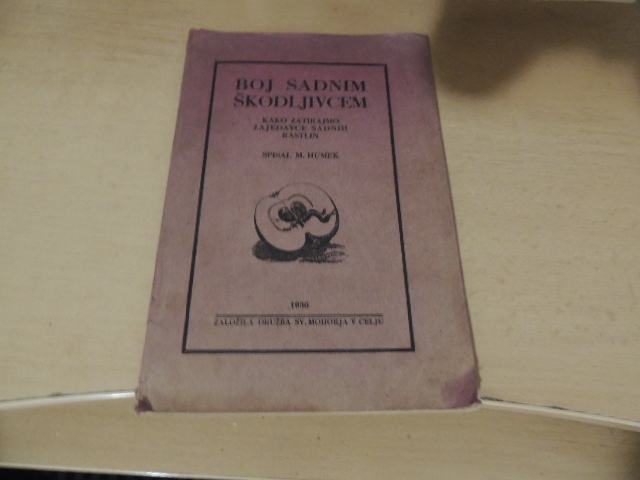 BOJ SADNIM
ŠKODLJIVCEM
KAKO ZATIRAJMO
ZAJEDAVCE SADNIH
RASTLIN
SPISAL M. HUMEK
1930
ZALOŽILA DRUŽBA SV. MOHORJA V CELJU